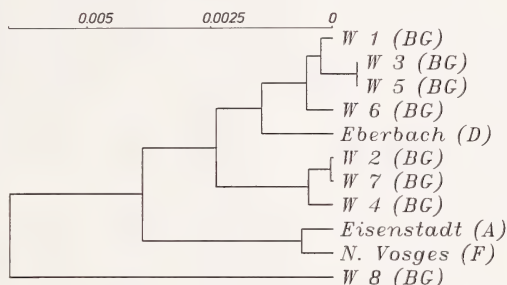 0.005 0.0025 0
W 1 (BG)
W 3 (BG)
W 5 (BG)
W 6 (BG)
Eberbach (D)
W 2 (BG)
W 7 (BG)
W 4 (BG)
Eisenstadt (A)
N. Vosges (F)
W 8 (BG)